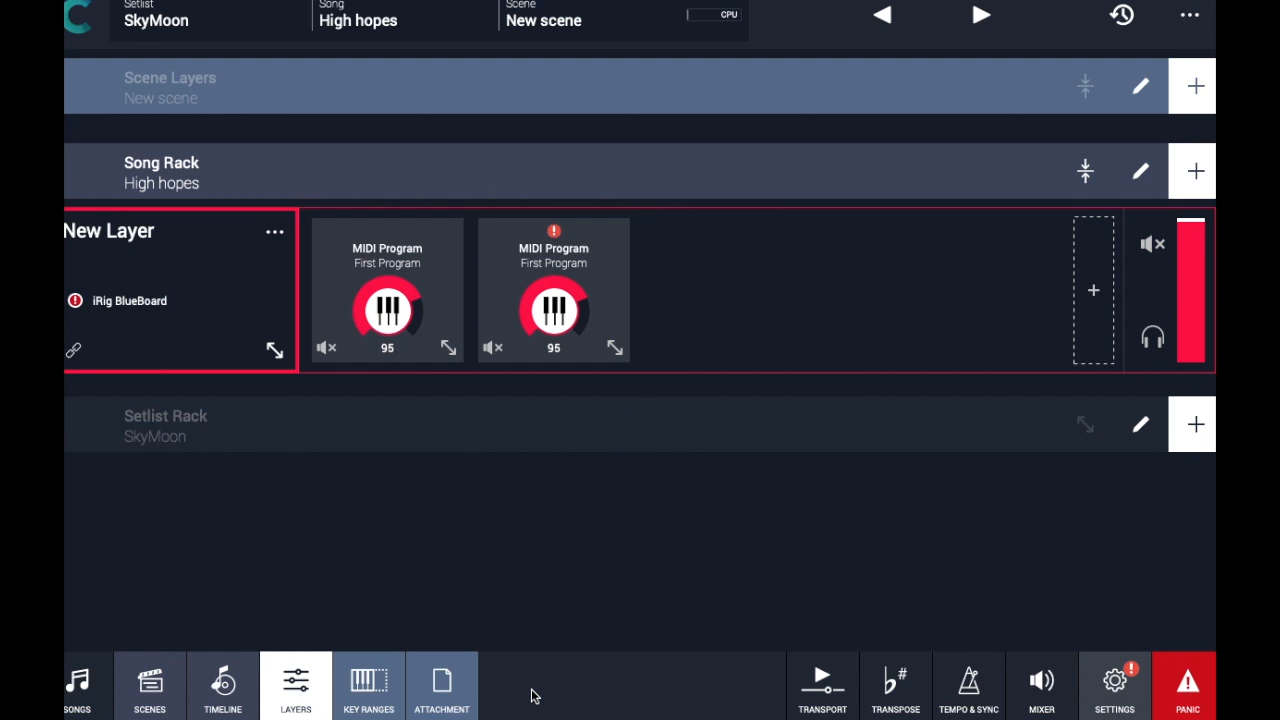 Setlist
SkyMoon
Song
High hopes
Scene
New scene
CPU
Scene Layers
New scene
Song Rack
High hopes
New Layer
iRig BlueBoard
MIDI Program
First Program
95
MIDI Program
First Program
95
Setlist Rack
SkyMoon
SONGS
SCENES
TIMELINE
LAYERS
KEY RANGES
ATTACHMENT
TRANSPORT
TRANSPOSE
TEMPO & SYNC
MIXER
SETTINGS
PANIC